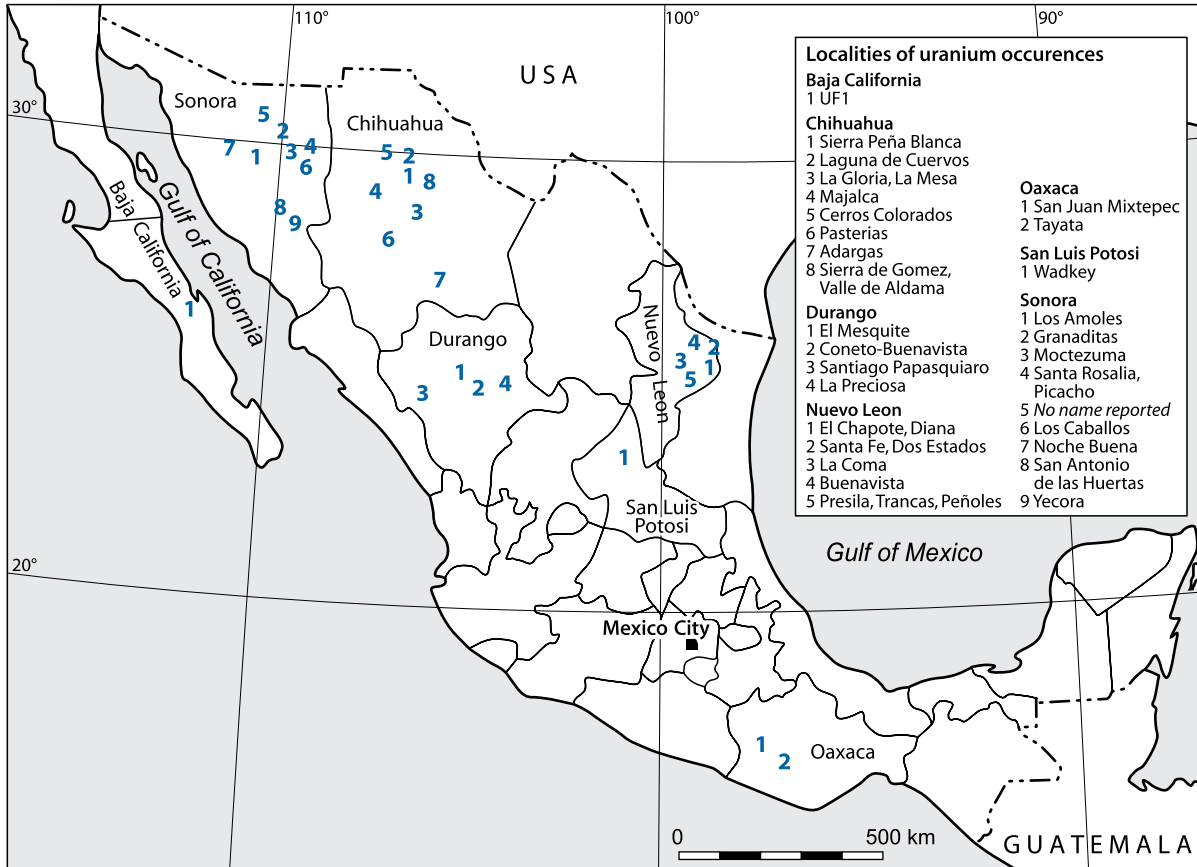 110°
100°
90°
USA
Localities of uranium occurences
Baja California
1 UF1
Chihuahua
1 Sierra Peña Blanca
2 Laguna de Cuervos
3 La Gloria, La Mesa
4 Majalca
5 Cerros Colorados
6 Pasterias
7 Adargas
8 Sierra de Gomez,
Valle de Aldama
Durango
1 El Mesquite
2 Coneto-Buenavista
3 Santiago Papasquiaro
4 La Preciosa
Nuevo Leon
1 El Chapote, Diana
2 Santa Fe, Dos Estados
3 La Coma
4 Buenavista
5 Presila, Trancas, Peñoles
Oaxaca
1 San Juan Mixtepec
2 Tayata
San Luis Potosi
1 Wadkey
Sonora
1 Los Amoles
2 Granaditas
3 Moctezuma
4 Santa Rosalia,
Picacho
5 No name reported
6 Los Caballos
7 Noche Buena
8 San Antonio
de las Huertas
9 Yecora
30°
Sonora
5
2
7
1
3
4
6
8
9
Chihuahua
5
2
1
8
4
3
6
7
Baja California
1
Gulf of California
Durango
1
2
4
3
Nuevo
Leon
4
2
3
1
5
1
San Luis
Potosi
Gulf of Mexico
20°
Mexico City
1
2
Oaxaca
0
500 km
GUATEMALA